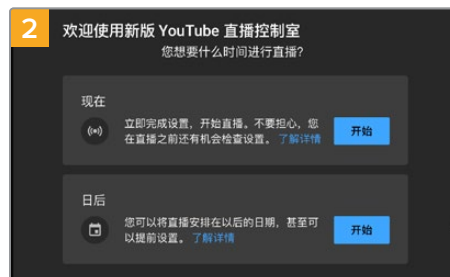 2
欢迎使用新版 YouTube 直播控制室
您想要什么时间进行直播?
现在
立即完成设置，开始直播。不要担心，您
在直播之前还有机会检查设置。了解详情
开始
日后
您可以将直播安排在以后的日期，甚至可
以提前设置。了解详情
开始